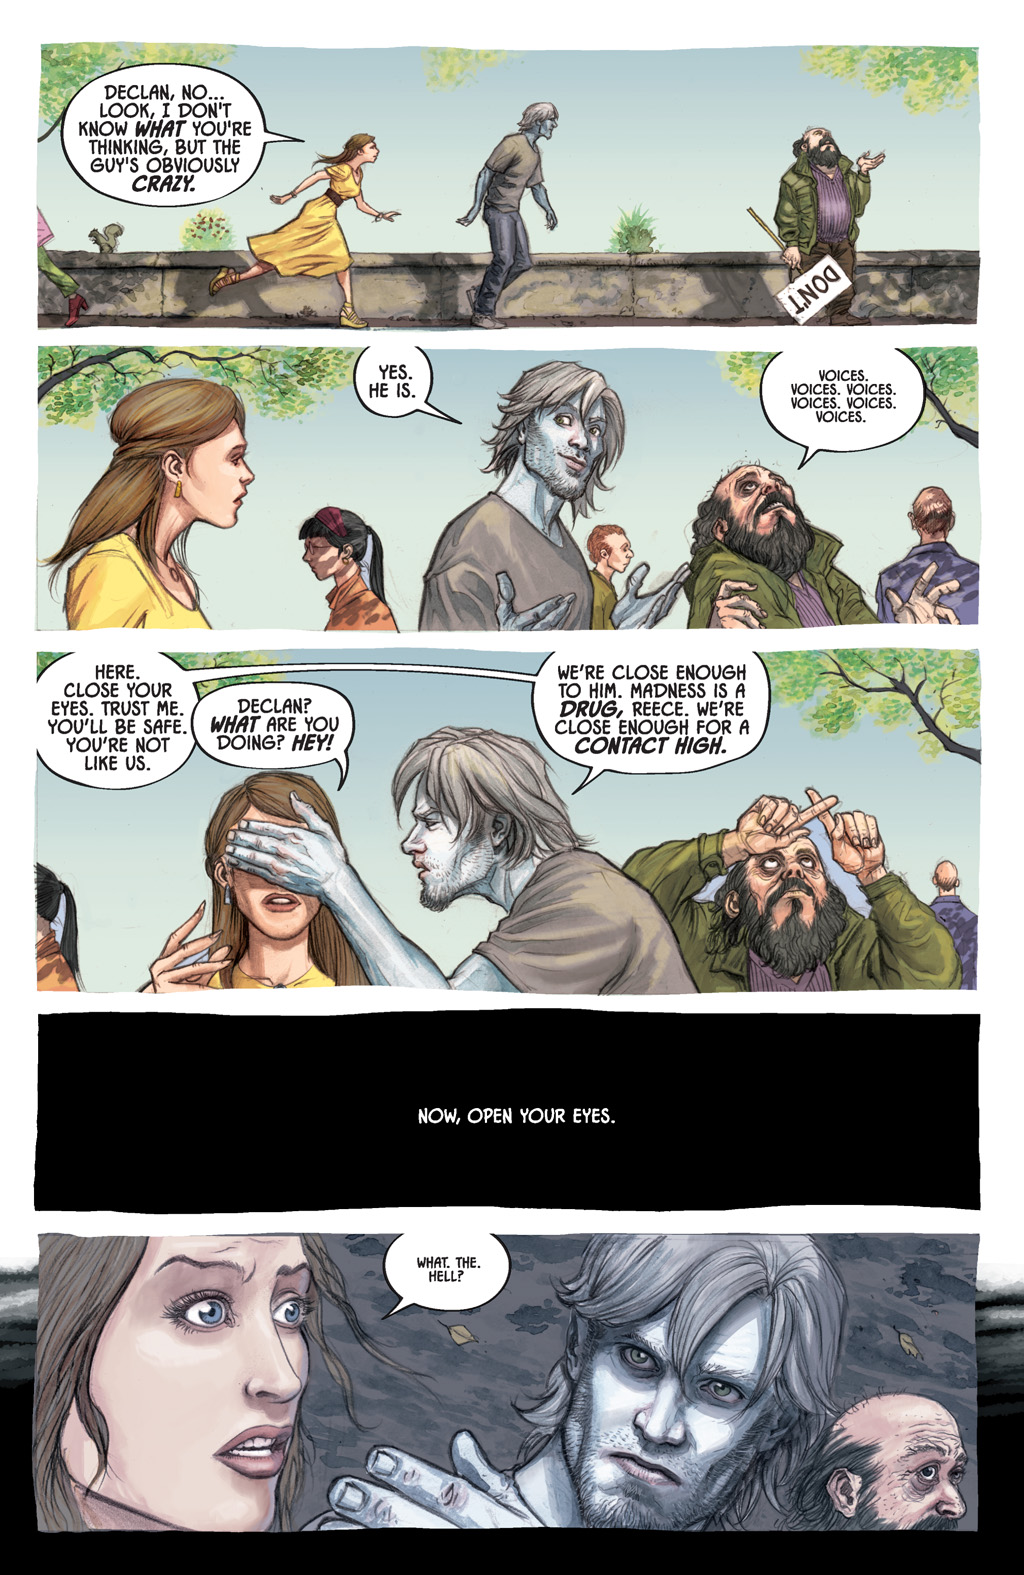 DECLAN, NO...
LOOK, I DON'T
KNOW WHAT YOU'RE
THINKING, BUT THE
GUY'S OBVIOUSLY
CRAZY.
DON'T
YES.
HE IS.
VOICES.
VOICES. VOICES.
VOICES. VOICES.
VOICES.
HERE.
CLOSE YOUR
EYES. TRUST ME.
YOU'LL BE SAFE.
YOU'RE NOT
LIKE US.
DECLAN?
WHAT ARE YOU
DOING? HEY!
WE'RE CLOSE ENOUGH
TO HIM. MADNESS IS A
DRUG, REECE. WE'RE
CLOSE ENOUGH FOR A
CONTACT HIGH.
NOW, OPEN YOUR EYES.
WHAT. THE.
HELL?